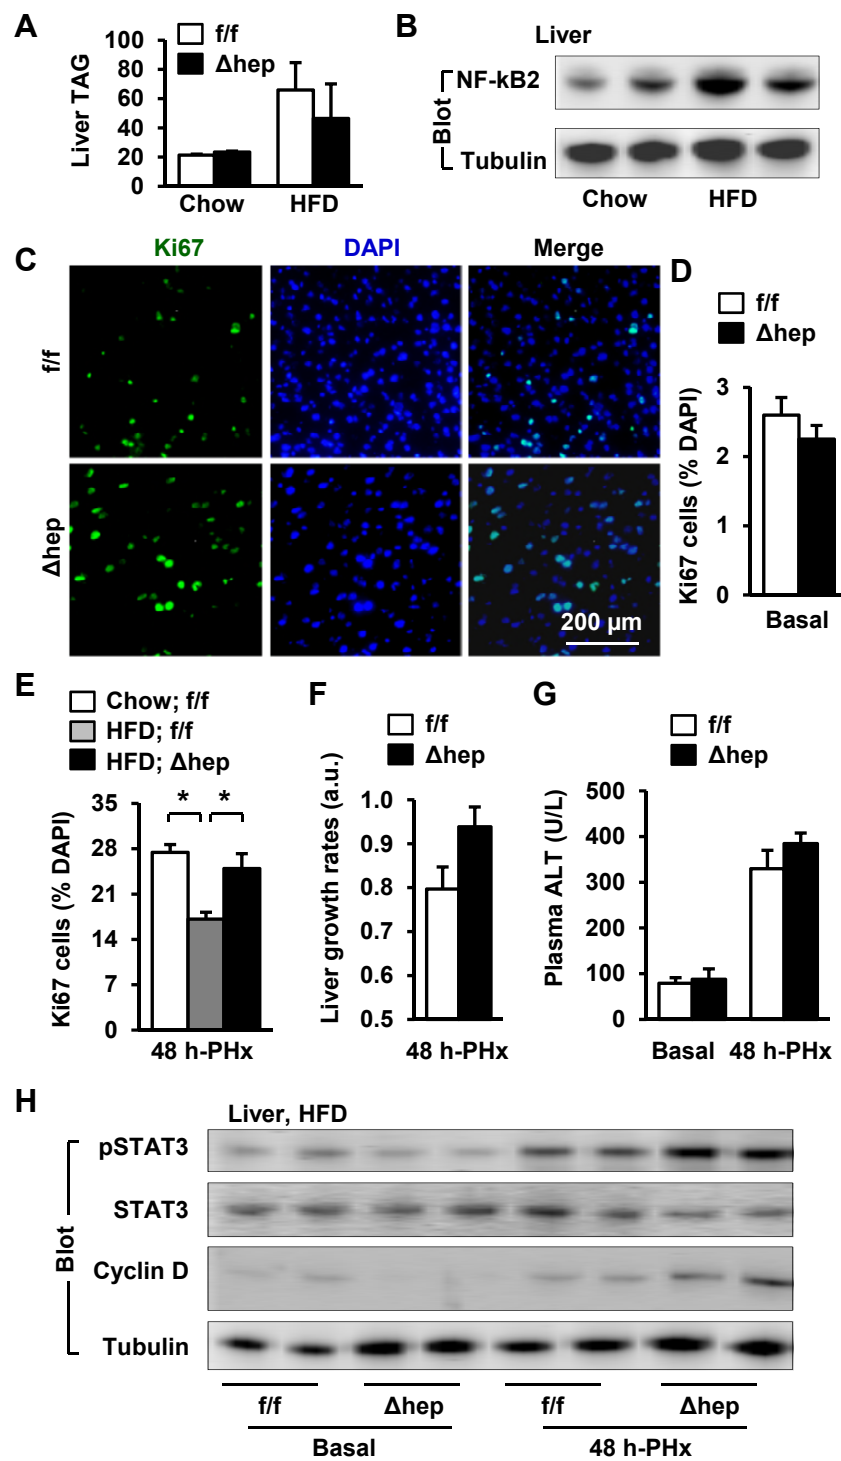 A
f/f
Δhep
Liver TAG
100
80
60
40
20
0
Chow HFD
B
Liver
Blot
NF-kB2
Tubulin
Chow HFD
C
Ki67 DAPI Merge
f/f
Δhep
200 μm
D
f/f
Δhep
Ki67 cells (% DAPI)
3
2
1
0
Basal
E
Chow; f/f
HFD; f/f
HFD; Δhep
Ki67 cells (% DAPI)
35
28
21
14
7
0
* *
48 h-PHx
F
f/f
Δhep
Liver growth rates (a.u.)
1.0
0.9
0.8
0.7
0.6
0.5
48 h-PHx
G
f/f
Δhep
Plasma ALT (U/L)
500
400
300
200
100
0
Basal 48 h-PHx
H
Liver, HFD
Blot
pSTAT3
STAT3
Cyclin D
Tubulin
f/f Δhep f/f Δhep
Basal 48 h-PHx